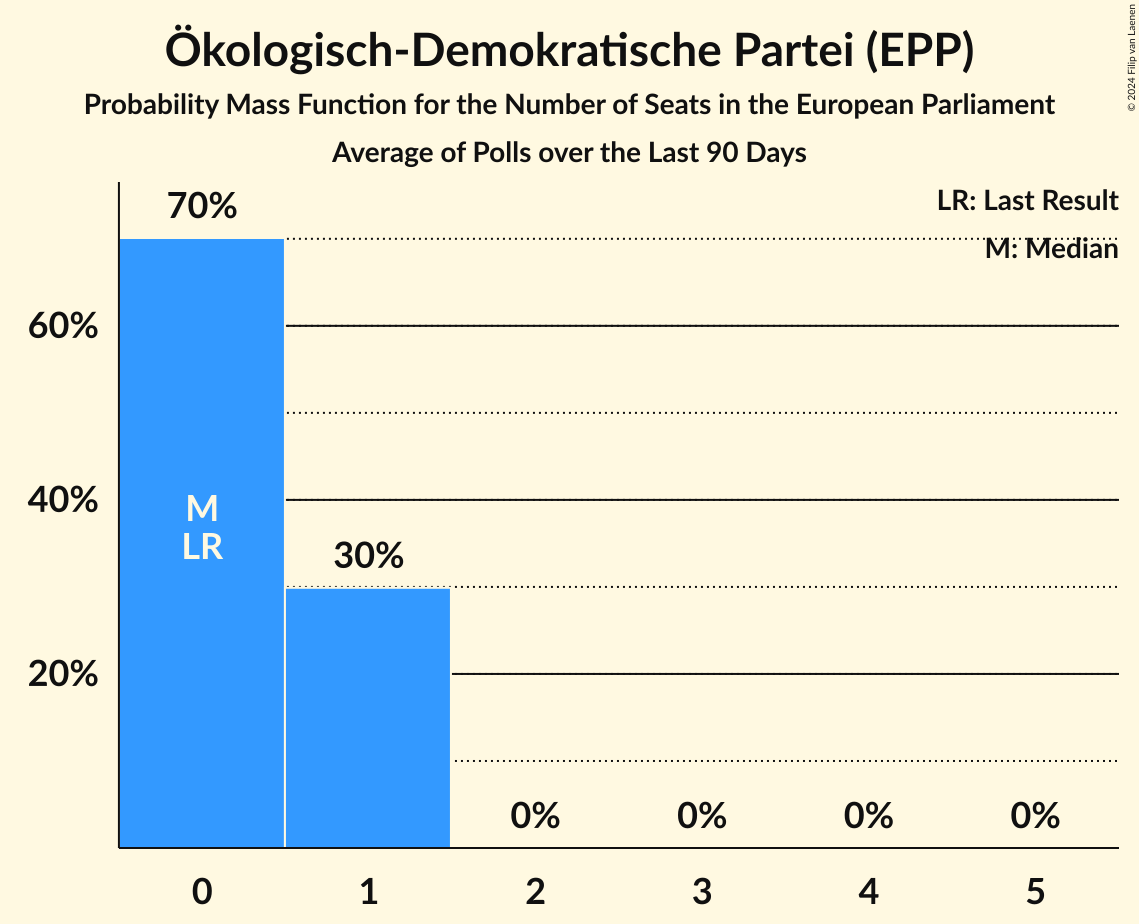 Ökologisch-Demokratische Partei (EPP)
Probability Mass Function for the Number of Seats in the European Parliament
Average of Polls over the Last 90 Days
© 2024 Filip van Laenen
LR: Last Result
M: Median
70%
60%
40%
20%
M
LR
30%
0% 0% 0% 0%
0 1 2 3 4 5